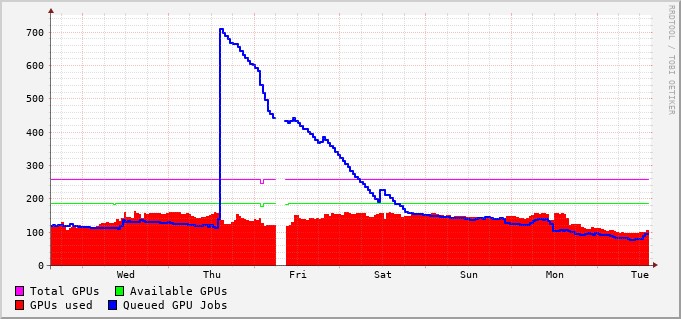 700
600
500
400
300
200
100
0
Wed Thu Fri Sat Sun Mon Tue
Total GPUs Available GPUs
GPUs used Queued GPU Jobs
RRDTOOL / TOBI OETIKER